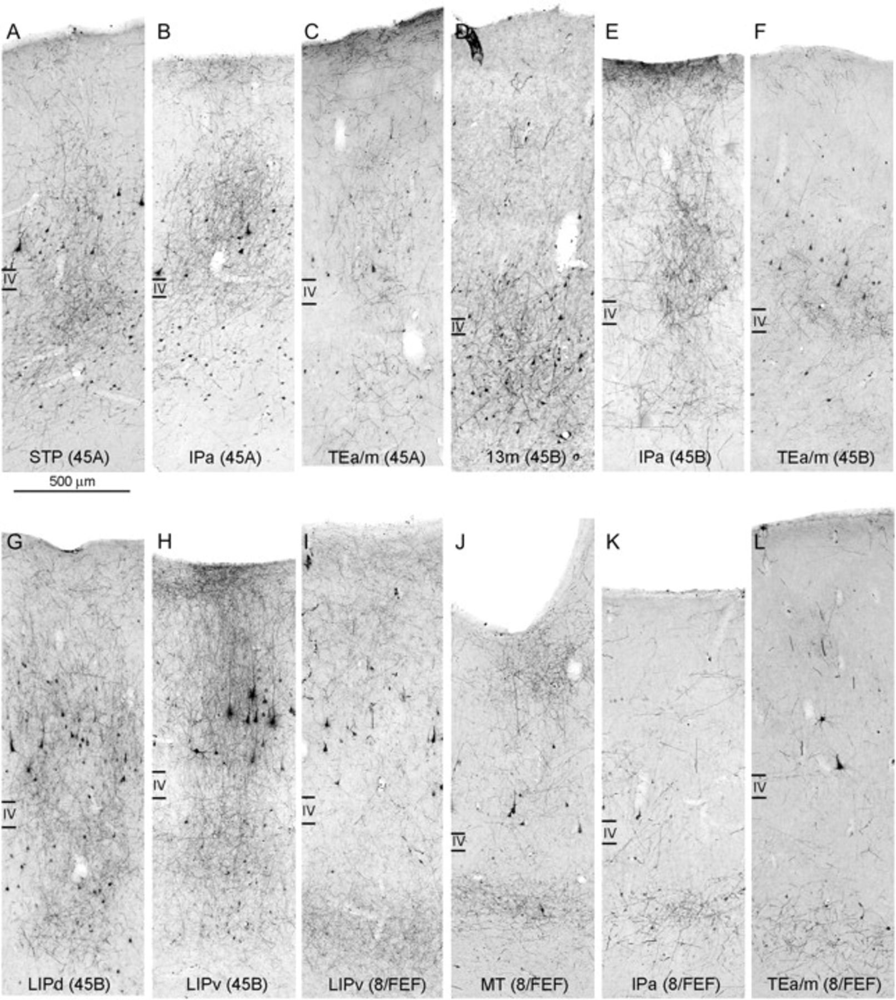 A B C D E F
IV IV IV IV IV IV
STP (45A) IPa (45A) TEa/m (45A) 13m (45B) IPa (45B) TEa/m (45B)
500 µm
G H I J K L
IV IV IV IV IV IV
LIPd (45B) LIPv (45B) LIPv (8/FEF) MT (8/FEF) IPa (8/FEF) TEa/m (8/FEF)